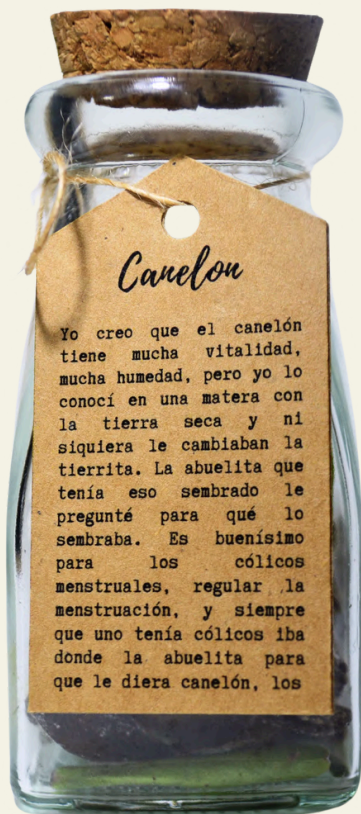 Canelon
Yo creo que el canelón
tiene mucha vitalidad,
mucha humedad, pero yo lo
conocí en una matera con
la tierra seca y ni
siquiera le cambiaban la
tierrita. La abuelita que
tenía eso sembrado le
pregunté para qué lo
sembraba. Es buenísimo
para los cólicos
menstruales, regular la
menstruación, y siempre
que uno tenía cólicos iba
donde la abuelita para
que le diera canelón, los